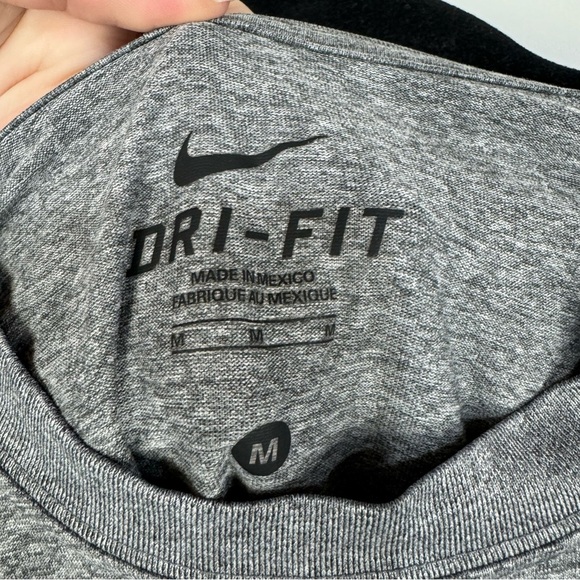 DRI-FIT
MADE IN MEXICO
FABRIQUE AU MEXIQUE
M M M
M